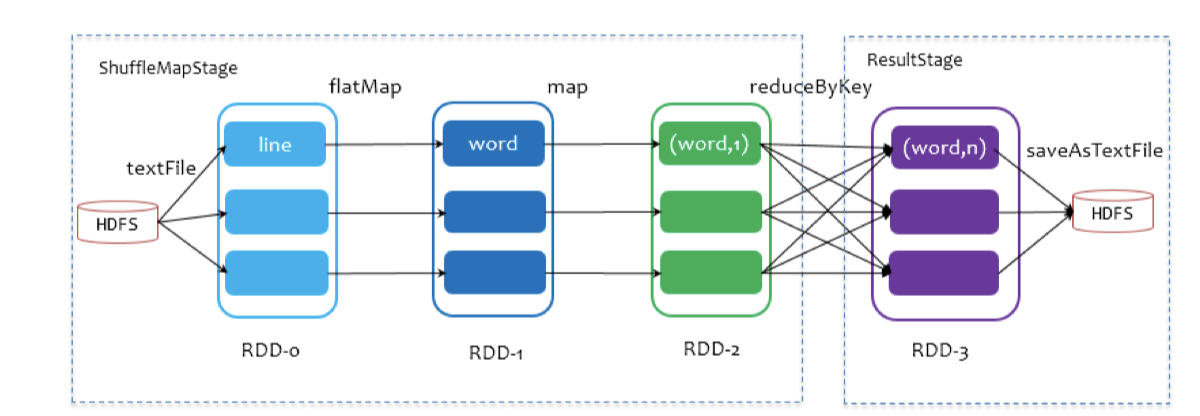 ShuffleMapStage
ResultStage
flatMap
map
reduceByKey
line
word
(word,1)
(word,n)
textFile
saveAsTextFile
HDFS
HDFS
RDD-0
RDD-1
RDD-2
RDD-3